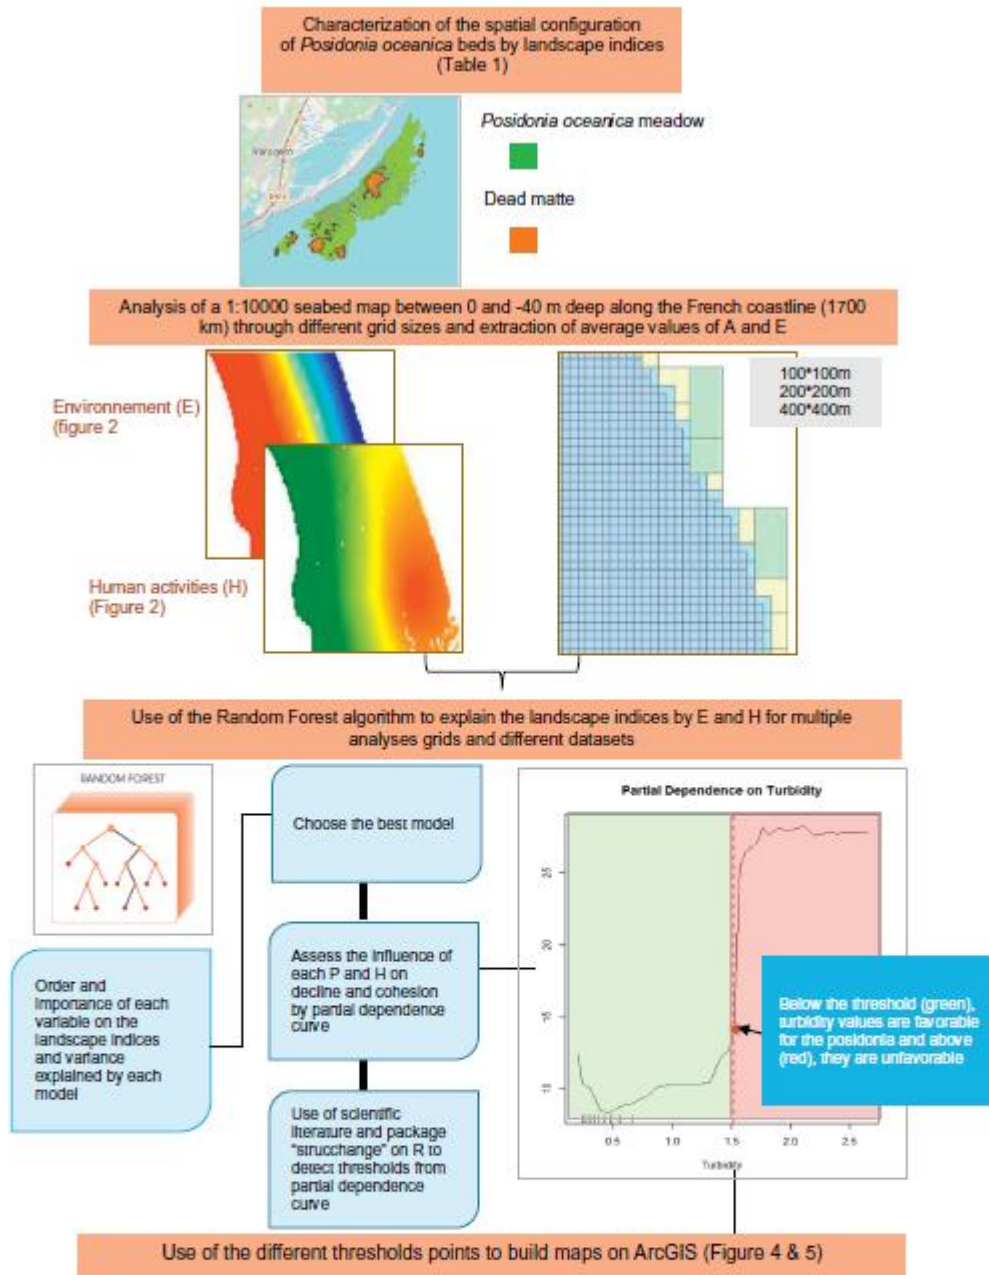 Characterization of the spatial configuration
of Posidonia oceanica beds by landscape indices
(Table 1)
Posidonia oceanica meadow
Dead matte
Analysis of a 1:10000 seabed map between 0 and -40 m deep along the French coastline (1700
km) through different grid sizes and extraction of average values of A and E
Environnement (E)
(figure 2
100*100m
200*200m
400*400m
Human activities (H)
(Figure 2)
Use of the Random Forest algorithm to explain the landscape indices by E and H for multiple
analyses grids and different datasets
RANDOM FOREST
Choose the best model
Order and
importance of each
variable on the
landscape indices
and variance
explained by each
model
Assess the influence of
each P and H on
decline and cohesion
by partial dependence
curve
Use of scientific
literature and package
"strucchange" on R to
detect thresholds from
partial dependence
curve
Partial Dependence on Turbidity
25
20
15
10
0.5 1.0 1.5 2.0 2.5
Turbidity
Below the threshold (green),
turbidity values are favorable
for the posidonia and above
(red), they are unfavorable
Use of the different thresholds points to build maps on ArcGIS (Figure 4 & 5)